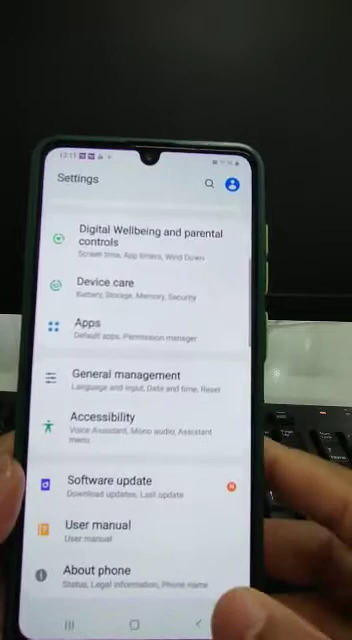 12:15
Settings
Digital Wellbeing and parental
controls
Screen time, App timers, Wind Down
Device care
Battery, Storage, Memory, Security
Apps
Default apps, Permission manager
General management
Language and input, Date and time, Reset
Accessibility
Voice Assistant, Mono audio, Assistant
menu
Software update
Download updates, Last update
N
User manual
User manual
About phone
Status, Legal information, Phone name